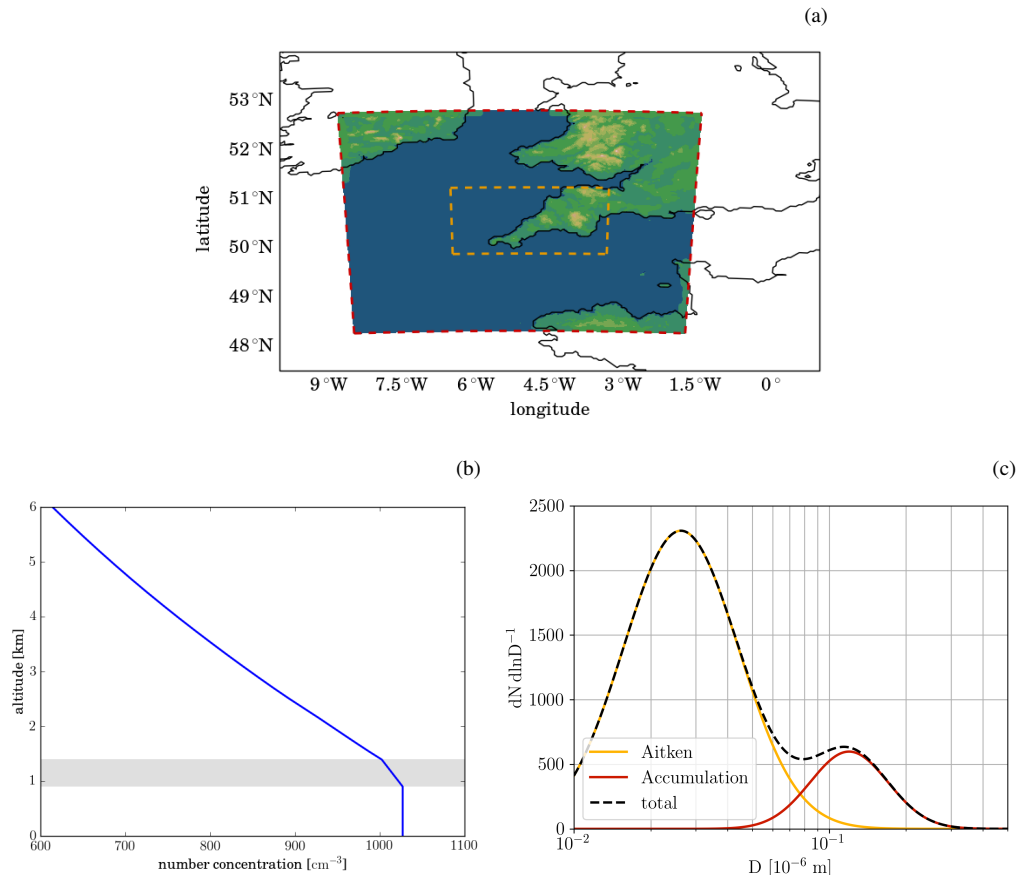 (a)
53°N
52°N
51°N
50°N
49°N
48°N
latitude
9°W 7.5°W 6°W 4.5°W 3°W 1.5°W 0°
longitude
(b)
6
5
4
3
2
1
0
altitude [km]
600 700 800 900 1000 1100
number concentration [cm⁻³]
(c)
2500
2000
1500
1000
500
0
dN dlnD⁻¹
Aitken
Accumulation
total
10⁻² 10⁻¹
D [10⁻⁶ m]